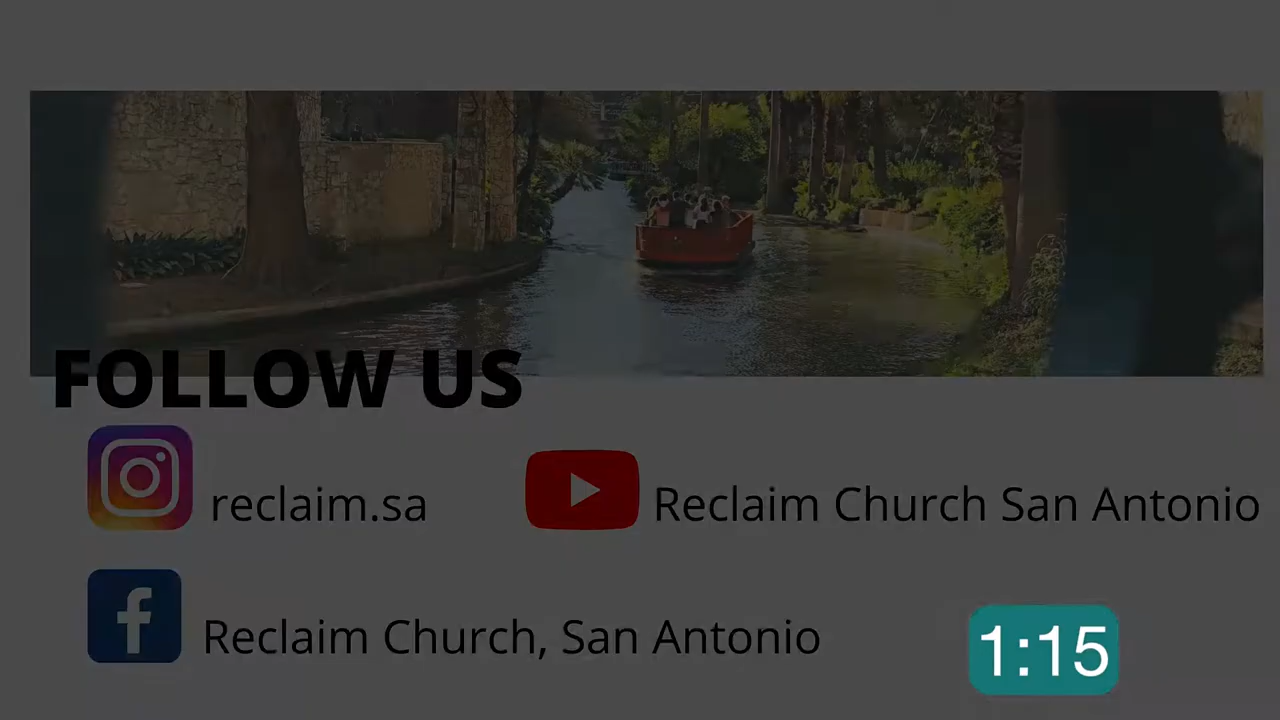 FOLLOW US
reclaim.sa
Reclaim Church San Antonio
Reclaim Church, San Antonio
1:15